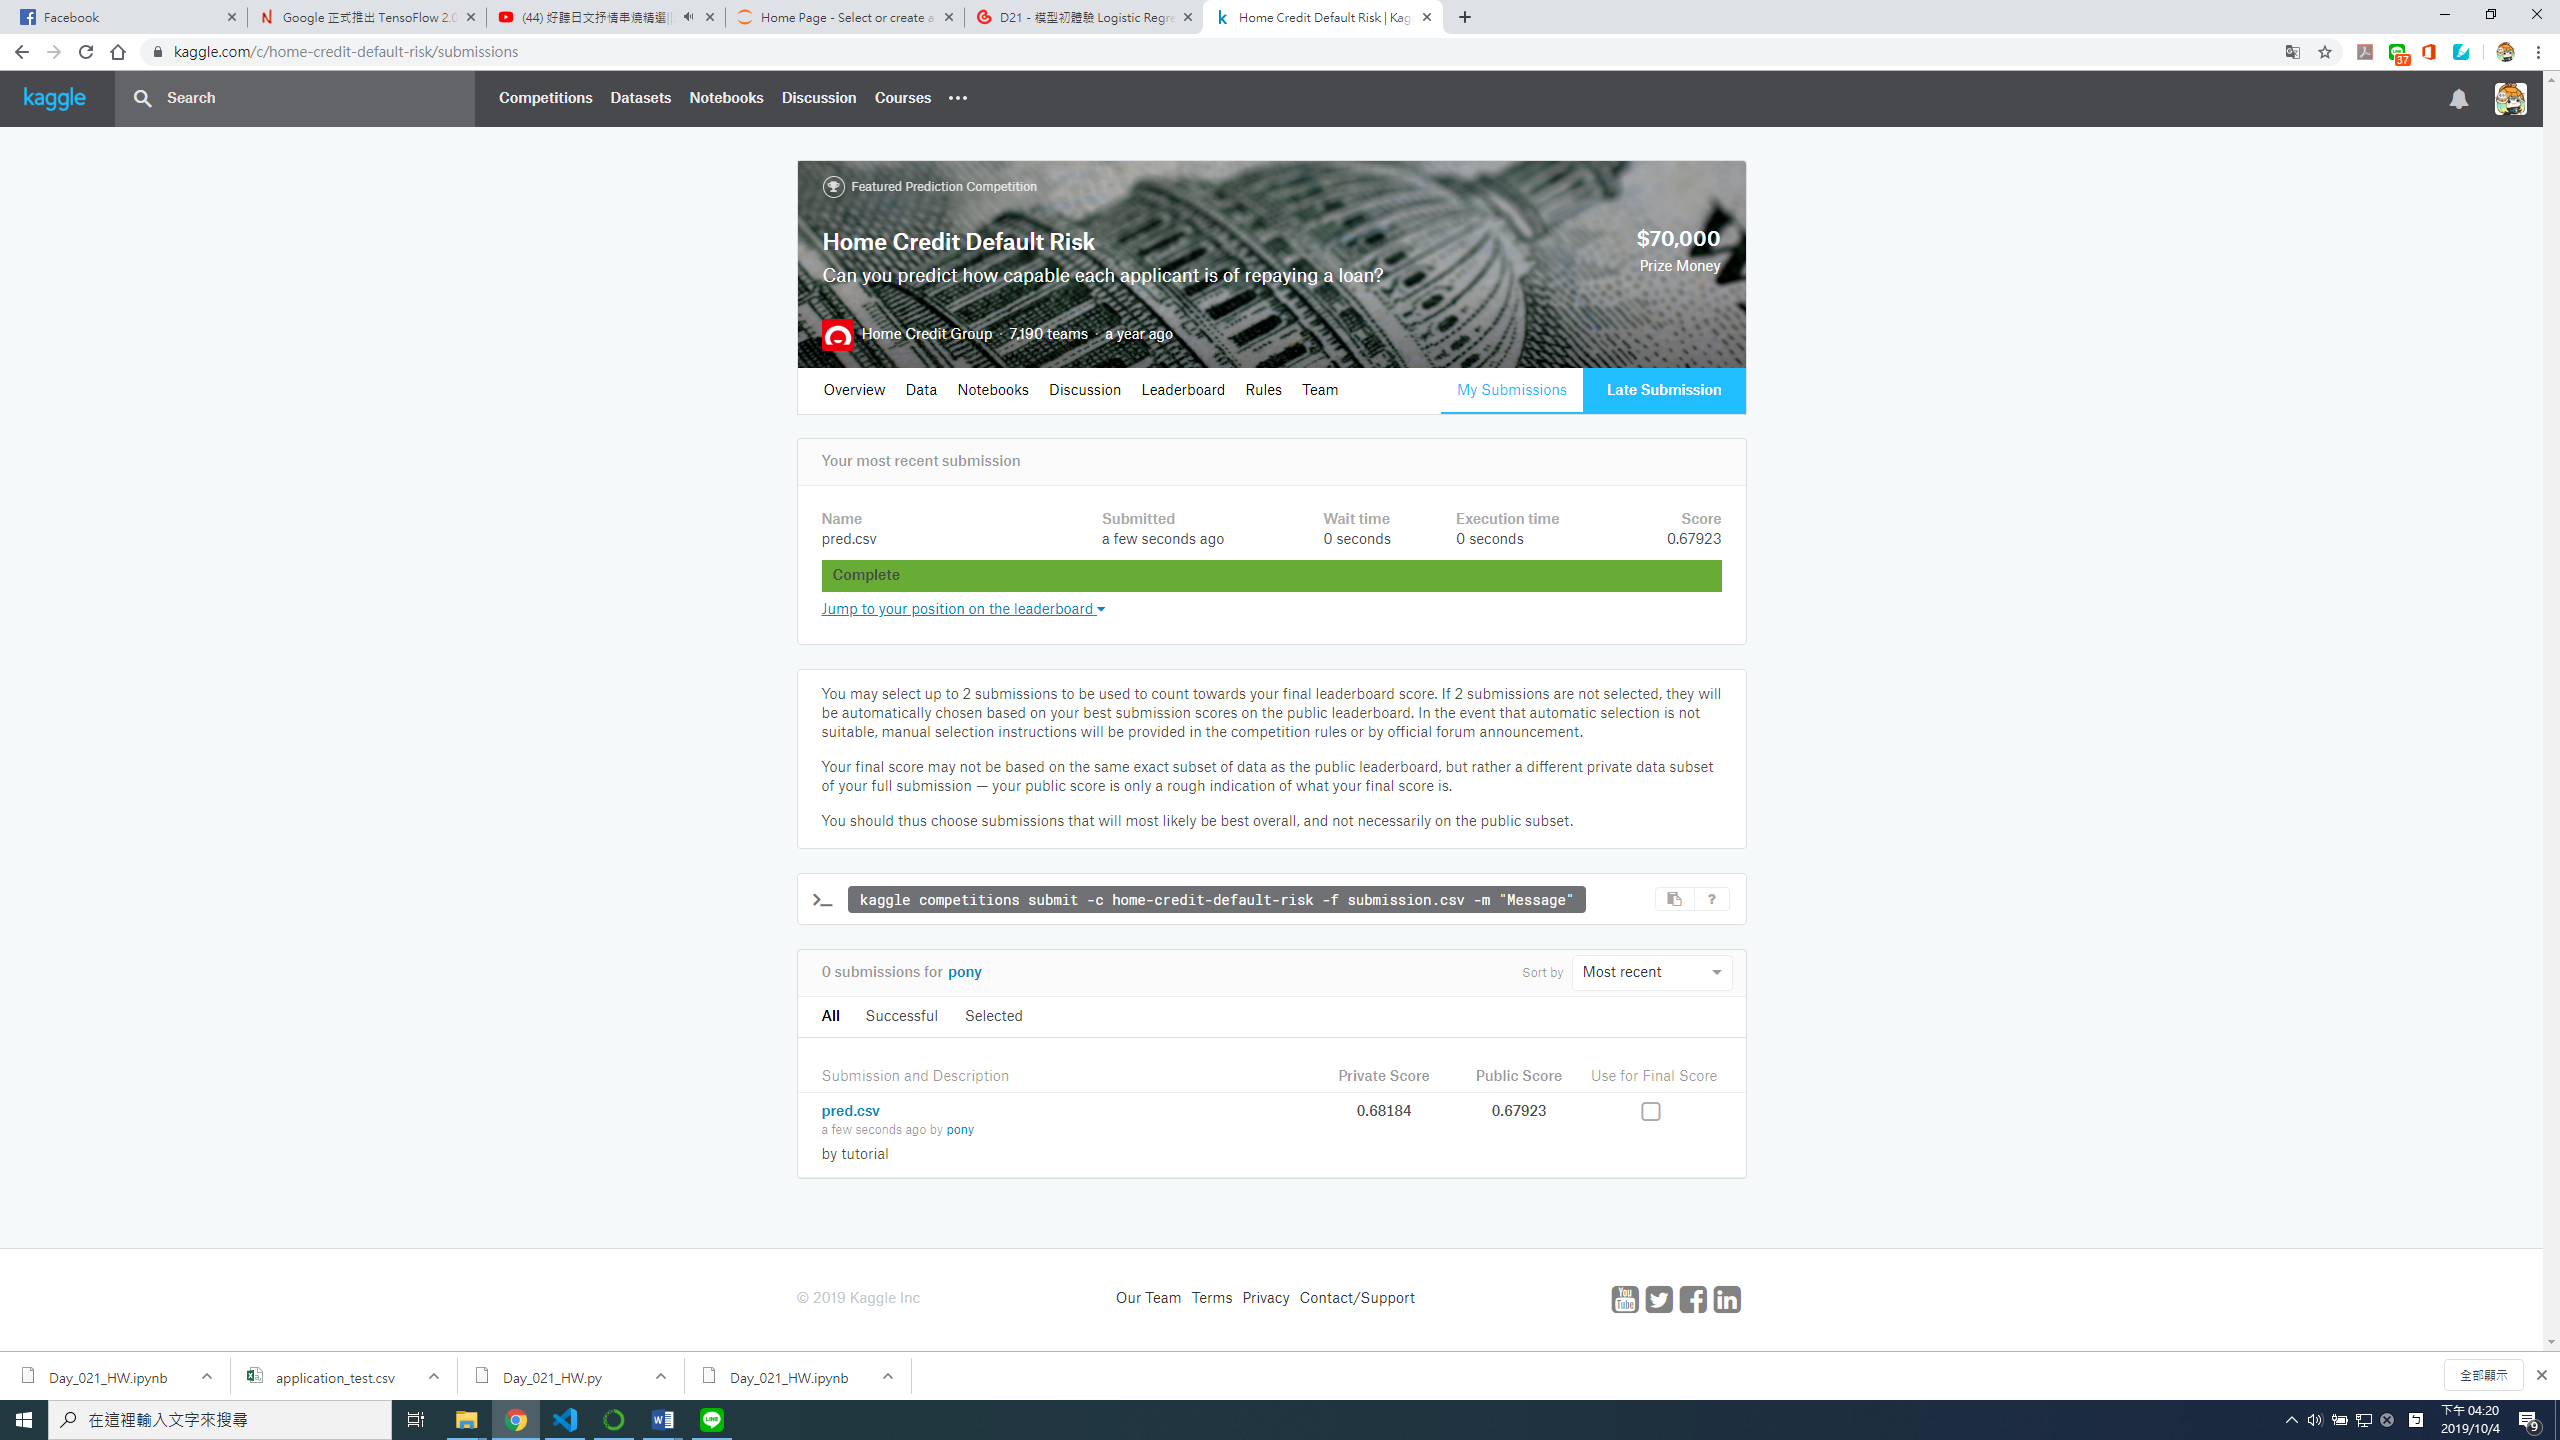 Facebook
Google 正式推出 TensoFlow 2.0
(44) 好聽日文抒情串燒精選||
Home Page - Select or create a
D21 - 模型初體驗 Logistic Regre
Home Credit Default Risk | Kag
kaggle.com/c/home-credit-default-risk/submissions
37
kaggle
Search
Competitions Datasets Notebooks Discussion Courses
Featured Prediction Competition
Home Credit Default Risk
$70,000
Can you predict how capable each applicant is of repaying a loan?
Prize Money
Home Credit Group · 7,190 teams · a year ago
Overview Data Notebooks Discussion Leaderboard Rules Team My Submissions Late Submission
Your most recent submission
Name Submitted Wait time Execution time Score
pred.csv a few seconds ago 0 seconds 0 seconds 0.67923
Complete
Jump to your position on the leaderboard
You may select up to 2 submissions to be used to count towards your final leaderboard score. If 2 submissions are not selected, they will
be automatically chosen based on your best submission scores on the public leaderboard. In the event that automatic selection is not
suitable, manual selection instructions will be provided in the competition rules or by official forum announcement.
Your final score may not be based on the same exact subset of data as the public leaderboard, but rather a different private data subset
of your full submission — your public score is only a rough indication of what your final score is.
You should thus choose submissions that will most likely be best overall, and not necessarily on the public subset.
kaggle competitions submit -c home-credit-default-risk -f submission.csv -m "Message"
?
0 submissions for pony Sort by Most recent
All Successful Selected
Submission and Description Private Score Public Score Use for Final Score
pred.csv 0.68184 0.67923
a few seconds ago by pony
by tutorial
© 2019 Kaggle Inc Our Team Terms Privacy Contact/Support
You Tube
Day_021_HW.ipynb application_test.csv Day_021_HW.py Day_021_HW.ipynb 全部顯示
在這裡輸入文字來搜尋
下午 04:20
2019/10/4
9